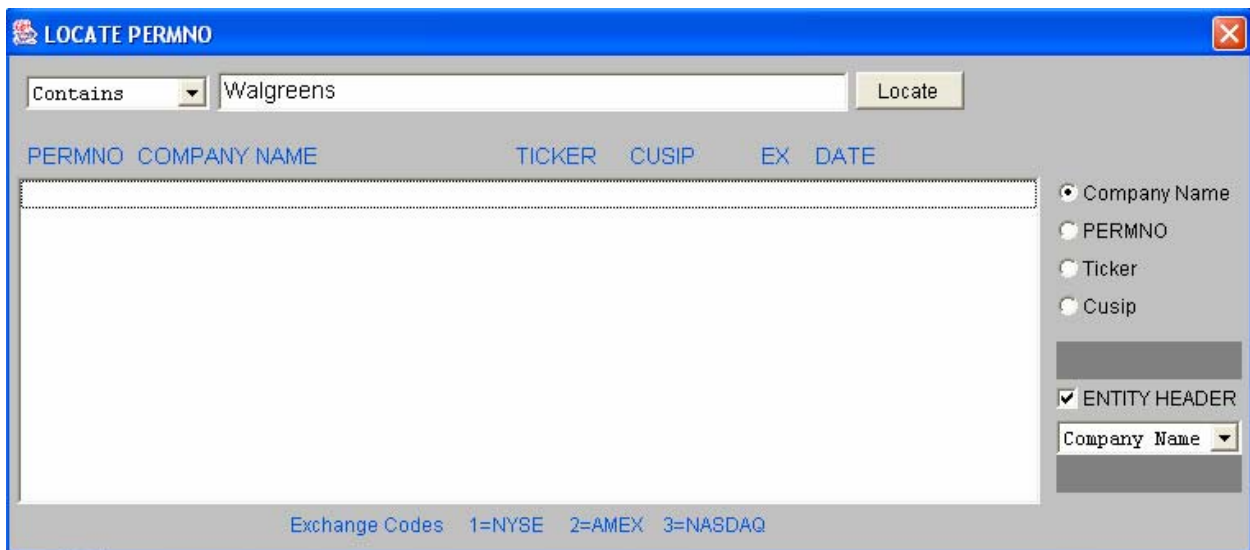 LOCATE PERMNO
Contains Walgreens Locate
PERMNO COMPANY NAME TICKER CUSIP EX DATE
Company Name
PERMNO
Ticker
Cusip
ENTITY HEADER
Company Name
Exchange Codes 1=NYSE 2=AMEX 3=NASDAQ